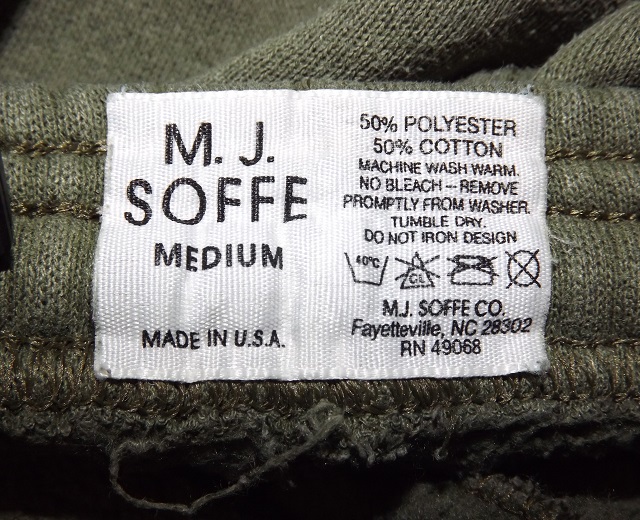 M. J.
SOFFE
MEDIUM
MADE IN U.S.A.
50% POLYESTER
50% COTTON
MACHINE WASH WARM.
NO BLEACH – REMOVE
PROMPTLY FROM WASHER.
TUMBLE DRY.
DO NOT IRON DESIGN
40°C CL
M.J. SOFFE CO.
Fayetteville, NC 28302
RN 49068